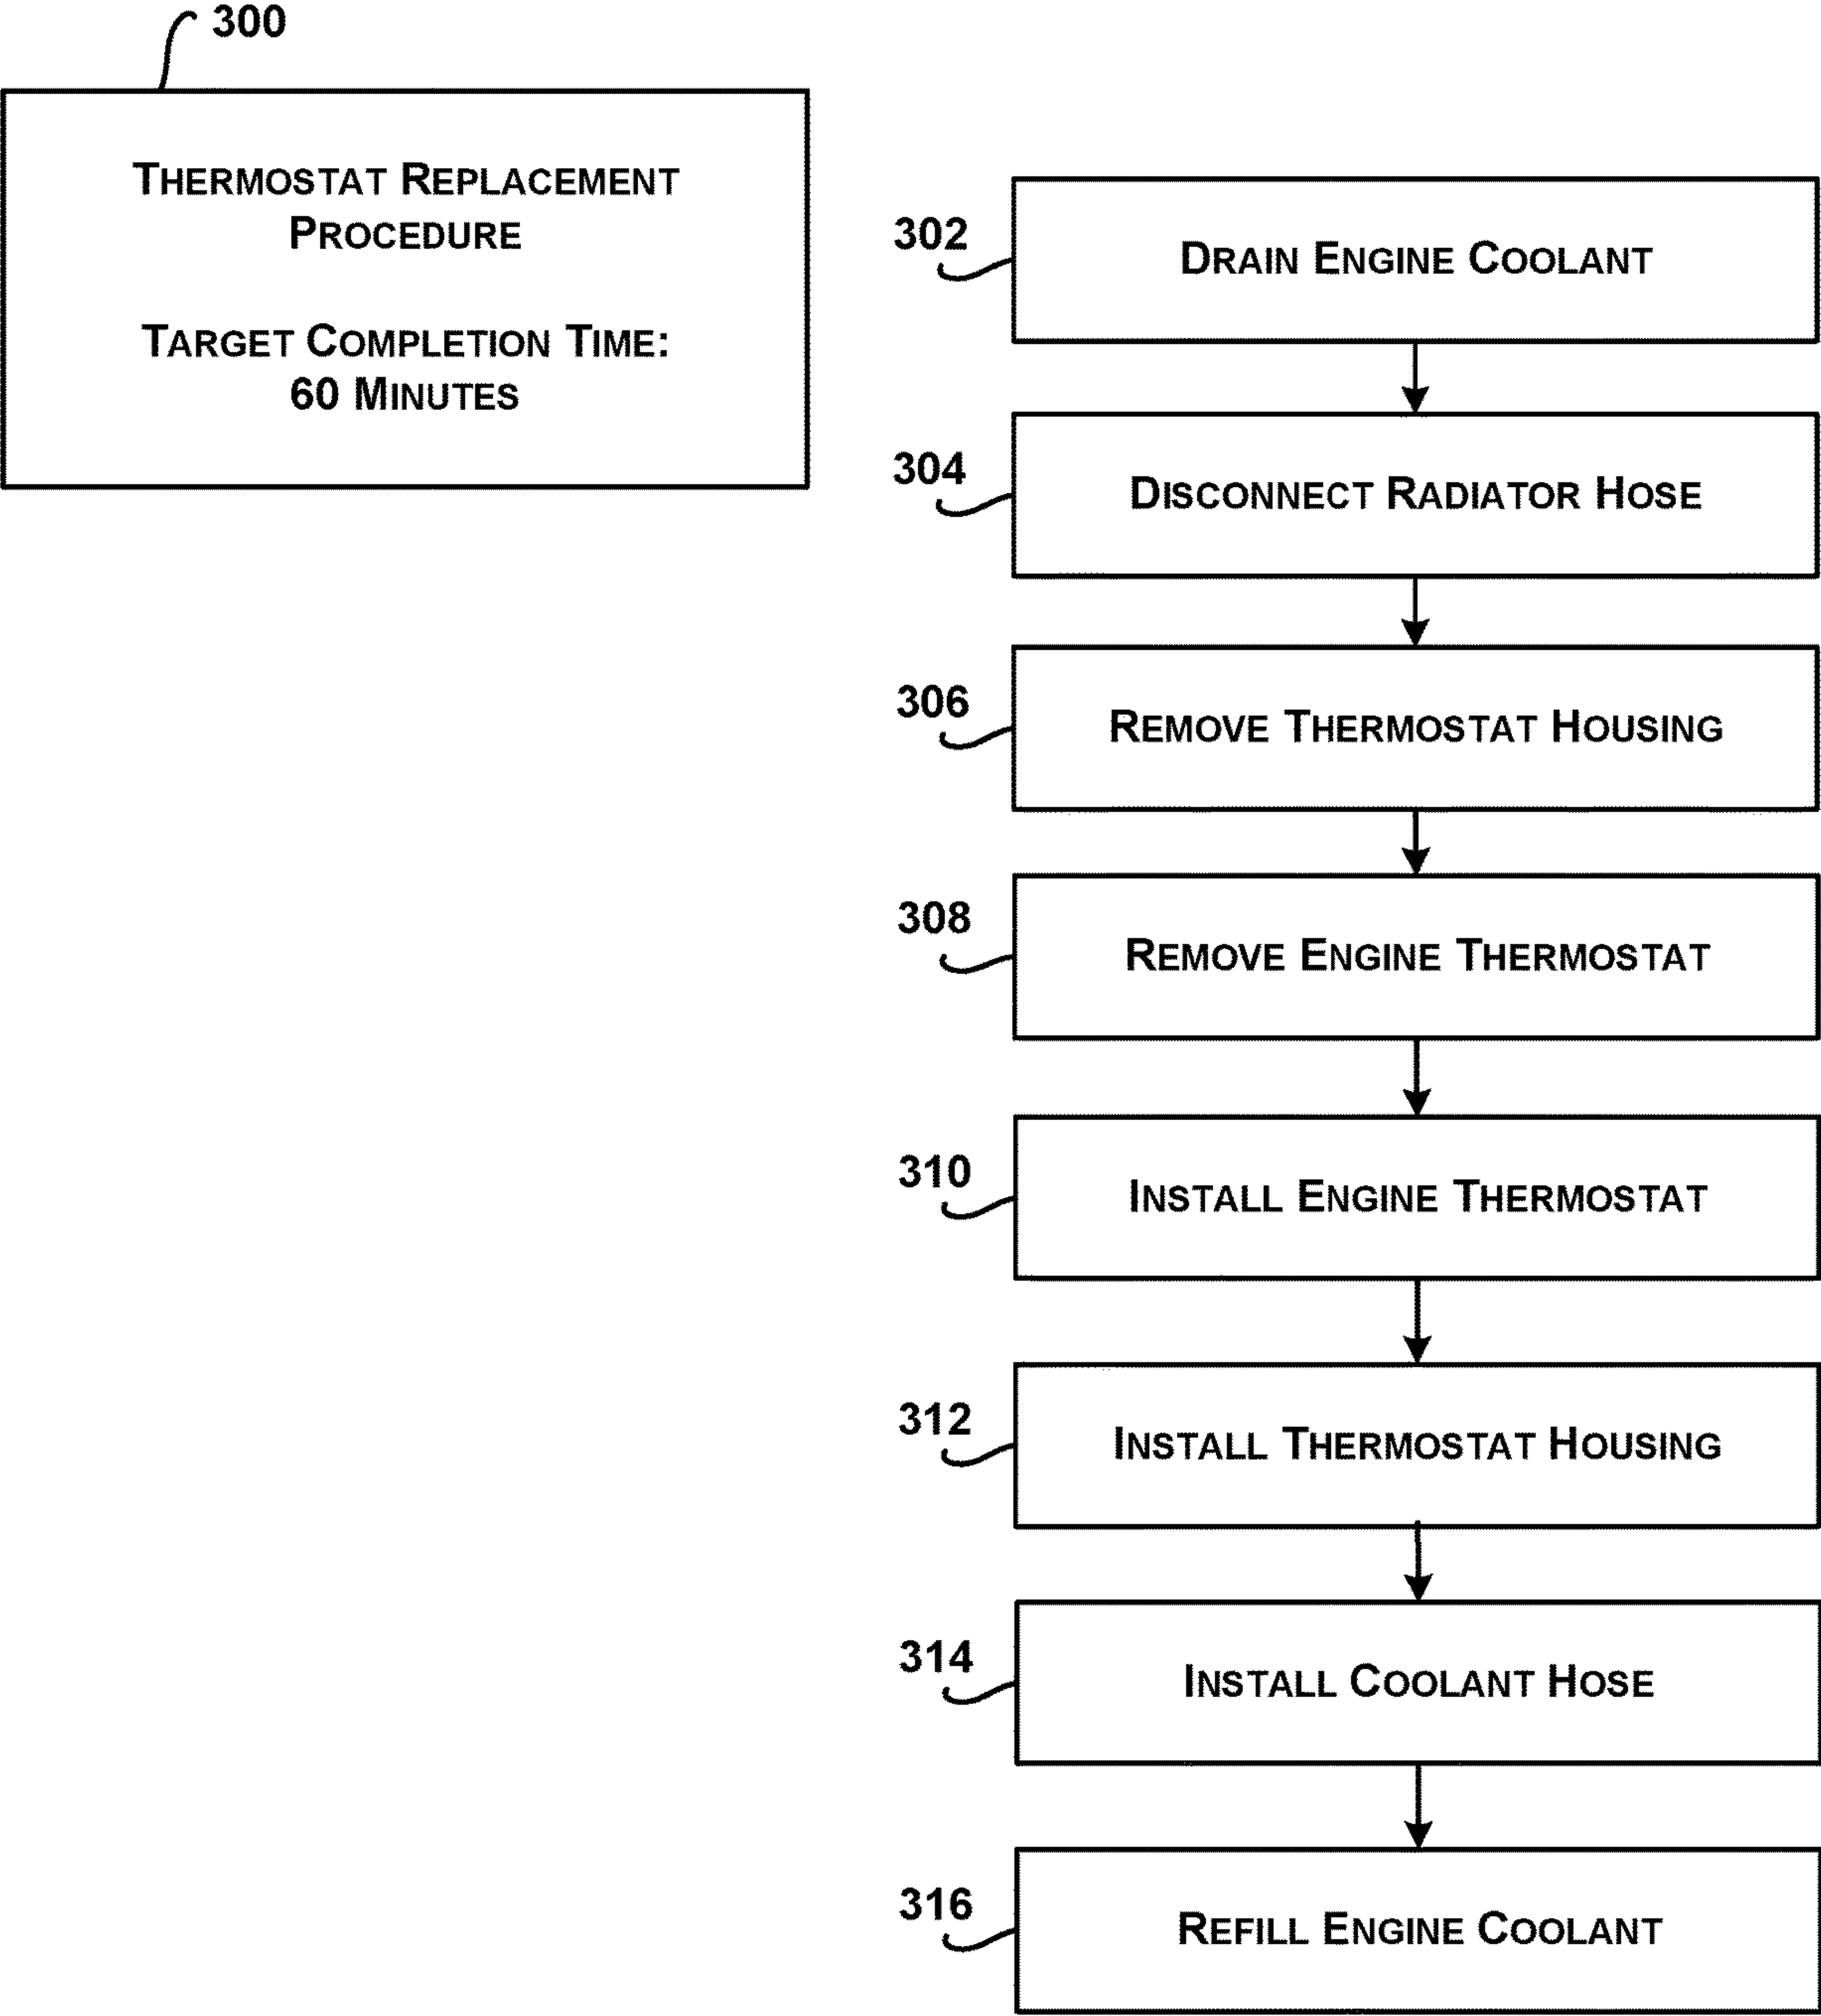 300
THERMOSTAT REPLACEMENT
PROCEDURE
TARGET COMPLETION TIME:
60 MINUTES
302
DRAIN ENGINE COOLANT
304
DISCONNECT RADIATOR HOSE
306
REMOVE THERMOSTAT HOUSING
308
REMOVE ENGINE THERMOSTAT
310
INSTALL ENGINE THERMOSTAT
312
INSTALL THERMOSTAT HOUSING
314
INSTALL COOLANT HOSE
316
REFILL ENGINE COOLANT